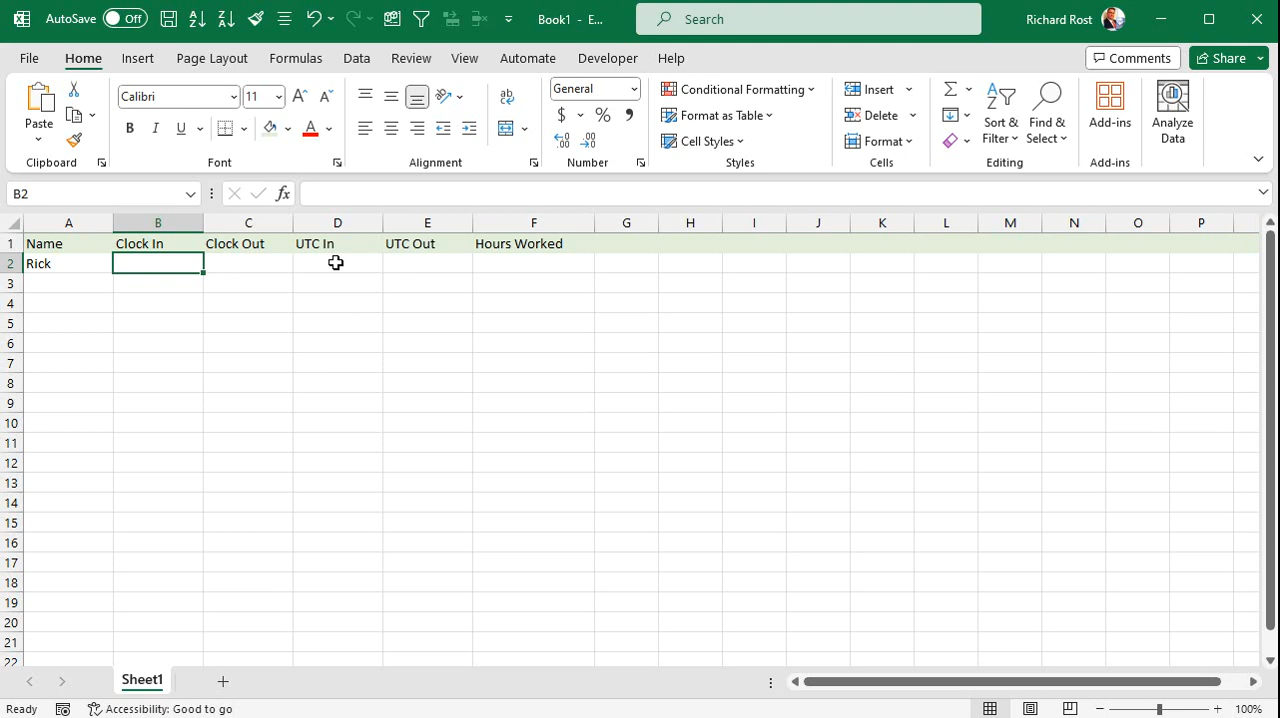 AutoSave Off Book1 - E... Search Richard Rost
File Home Insert Page Layout Formulas Data Review View Automate Developer Help Comments Share
Paste Calibri 11 General Conditional Formatting Insert Sort & Find & Add-ins Analyze
Format as Table Delete Filter Select Data
B I U A $ % Cell Styles Format
Clipboard Font Alignment Number Styles Cells Editing Add-ins
B2 fx
A B C D E F G H I J K L M N O P
1 Name Clock In Clock Out UTC In UTC Out Hours Worked
2 Rick
3
4
5
6
7
8
9
10
11
12
13
14
15
16
17
18
19
20
21
22
Sheet1
Ready Accessibility: Good to go 100%